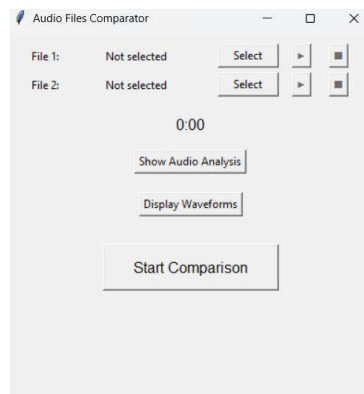 Audio Files Comparator
File 1: Not selected Select
File 2: Not selected Select
0:00
Show Audio Analysis
Display Waveforms
Start Comparison